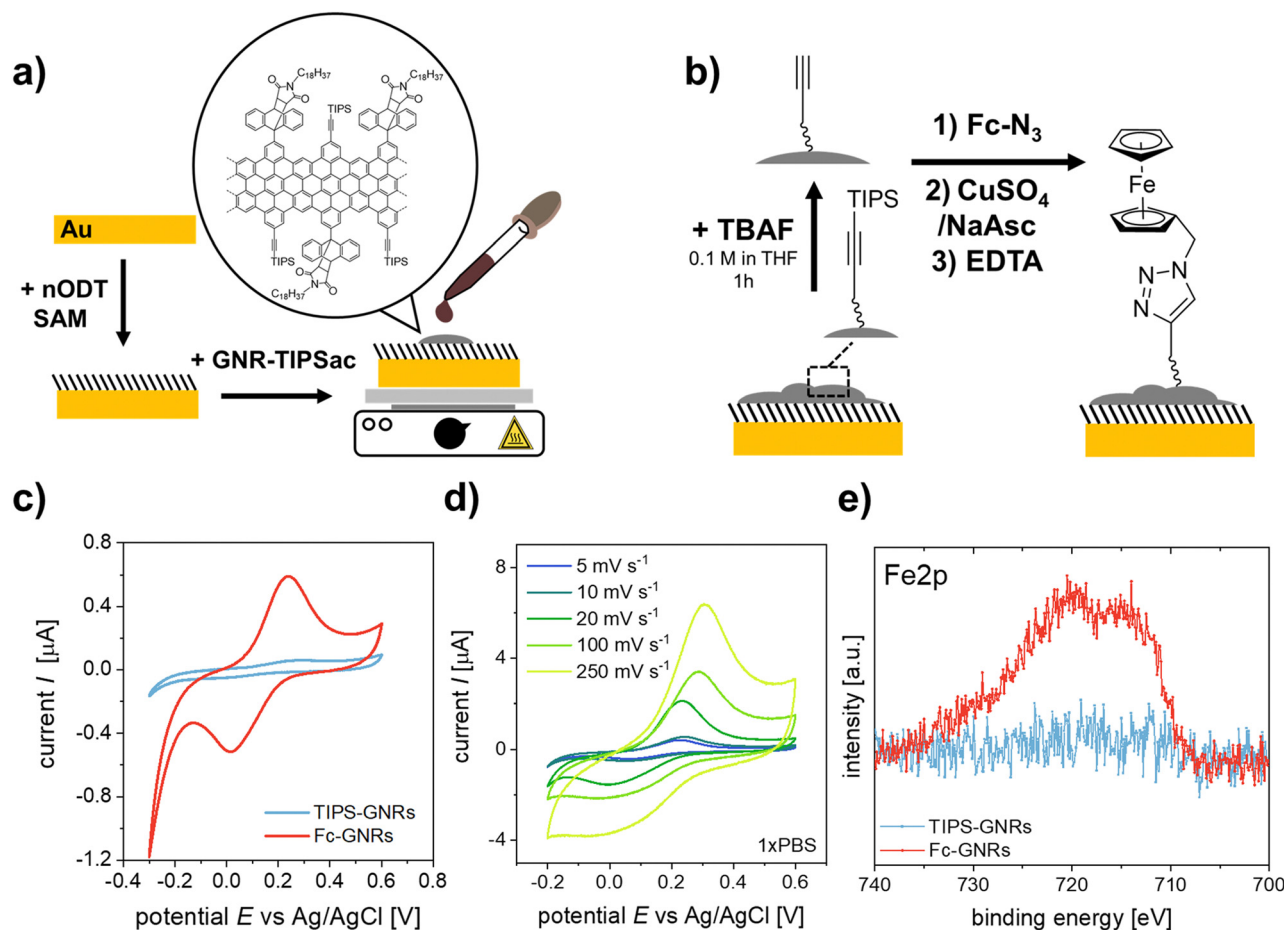 a)
C₁₈H₃₇
O
N
O
TIPS
C₁₈H₃₇
O
N
O
TIPS
O
N
O
C₁₈H₃₇
TIPS
Au
+ nODT
SAM
+ GNR-TIPSac
b)
+ TBAF
0.1 M in THF
1h
TIPS
1) Fc-N₃
2) CuSO₄
/NaAsc
3) EDTA
Fe
N
N
N
c)
0.8
0.4
0.0
-0.4
-0.8
-1.2
current I [µA]
TIPS-GNRs
Fc-GNRs
-0.4 -0.2 0.0 0.2 0.4 0.6 0.8
potential E vs Ag/AgCl [V]
d)
8
4
0
-4
current I [µA]
5 mV s⁻¹
10 mV s⁻¹
20 mV s⁻¹
100 mV s⁻¹
250 mV s⁻¹
1xPBS
-0.2 0.0 0.2 0.4 0.6
potential E vs Ag/AgCl [V]
e)
Fe2p
intensity [a.u.]
TIPS-GNRs
Fc-GNRs
740 730 720 710 700
binding energy [eV]